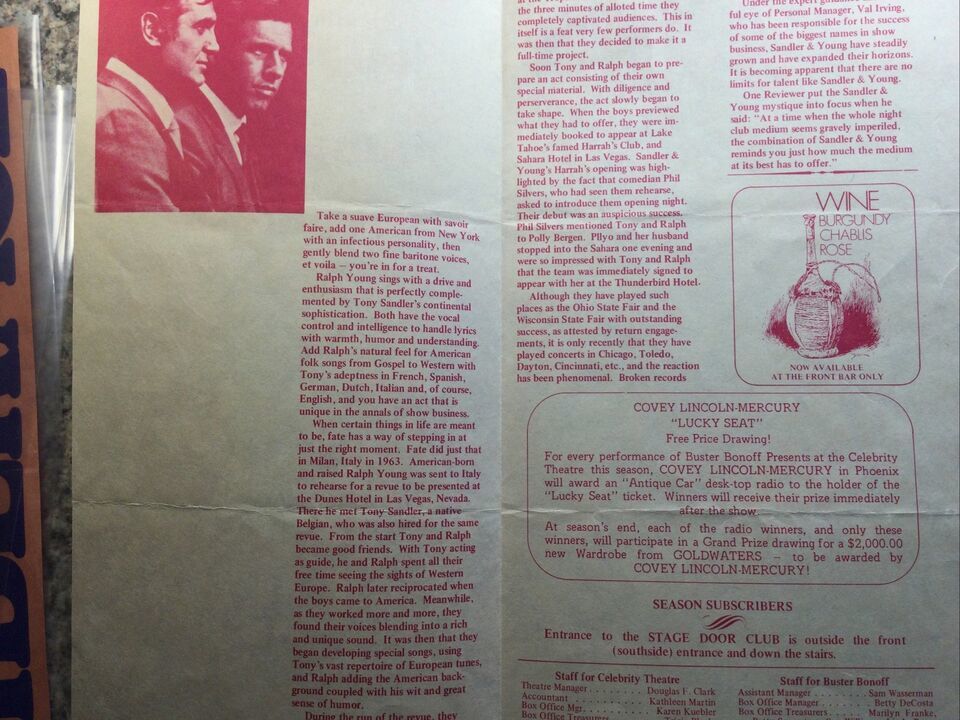 Take a suave European with savoir
faire, add one American from New York
with an infectious personality, then
gently blend two fine baritone voices,
et voila — you're in for a treat.
Ralph Young sings with a drive and
enthusiasm that is perfectly comple-
mented by Tony Sandler's continental
sophistication. Both have the vocal
control and intelligence to handle lyrics
with warmth, humor and understanding.
Add Ralph's natural feel for American
folk songs from Gospel to Western with
Tony's adeptness in French, Spanish,
German, Dutch, Italian and, of course,
English, and you have an act that is
unique in the annals of show business.
When certain things in life are meant
to be, fate has a way of stepping in at
just the right moment. Fate did just that
in Milan, Italy in 1963. American-born
and raised Ralph Young was sent to Italy
to rehearse for a revue to be presented at
the Dunes Hotel in Las Vegas, Nevada.
There he met Tony Sandler, a native
Belgian, who was also hired for the same
revue. From the start Tony and Ralph
became good friends. With Tony acting
as guide, he and Ralph spent all their
free time seeing the sights of Western
Europe. Ralph later reciprocated when
the boys came to America. Meanwhile,
as they worked more and more, they
found their voices blending into a rich
and unique sound. It was then that they
began developing special songs, using
Tony's vast repertoire of European tunes,
and Ralph adding the American back-
ground coupled with his wit and great
sense of humor.
During the run of the revue, they
the three minutes of alloted time they
completely captivated audiences. This in
itself is a feat very few performers do. It
was then that they decided to make it a
full-time project.
Soon Tony and Ralph began to pre-
pare an act consisting of their own
special material. With diligence and
perserverance, the act slowly began to
take shape. When the boys previewed
what they had to offer, they were im-
mediately booked to appear at Lake
Tahoe's famed Harrah's Club, and
Sahara Hotel in Las Vegas. Sandler &
Young's Harrah's opening was high-
lighted by the fact that comedian Phil
Silvers, who had seen them rehearse,
asked to introduce them opening night.
Their debut was an auspicious success.
Phil Silvers mentioned Tony and Ralph
to Polly Bergen. Pllyo and her husband
stopped into the Sahara one evening and
were so impressed with Tony and Ralph
that the team was immediately signed to
appear with her at the Thunderbird Hotel.
Although they have played such
places as the Ohio State Fair and the
Wisconsin State Fair with outstanding
success, as attested by return engage-
ments, it is only recently that they have
played concerts in Chicago, Toledo,
Dayton, Cincinnati, etc., and the reaction
has been phenomenal. Broken records
Under the expert
ful eye of Personal Manager, Val Irving,
who has been responsible for the success
of some of the biggest names in show
business, Sandler & Young have steadily
grown and have expanded their horizons.
It is becoming apparent that there are no
limits for talent like Sandler & Young.
One Reviewer put the Sandler &
Young mystique into focus when he
said: "At a time when the whole night
club medium seems gravely imperiled,
the combination of Sandler & Young
reminds you just how much the medium
at its best has to offer."
WINE
BURGUNDY
CHABLIS
ROSE
NOW AVAILABLE
AT THE FRONT BAR ONLY
COVEY LINCOLN-MERCURY
"LUCKY SEAT"
Free Price Drawing!
For every performance of Buster Bonoff Presents at the Celebrity
Theatre this season, COVEY LINCOLN-MERCURY in Phoenix
will award an "Antique Car" desk-top radio to the holder of the
"Lucky Seat" ticket. Winners will receive their prize immediately
after the show.
At season's end, each of the radio winners, and only these
winners, will participate in a Grand Prize drawing for a $2,000.00
new Wardrobe from GOLDWATERS – to be awarded by
COVEY LINCOLN-MERCURY!
SEASON SUBSCRIBERS
Entrance to the STAGE DOOR CLUB is outside the front
(southside) entrance and down the stairs.
Staff for Celebrity Theatre
Theatre Manager . . . . . . . . Douglas F. Clark
Accountant . . . . . . . . . . . Kathleen Martin
Box Office Mgr. . . . . . . . . . Karen Kuebler
Box Office Treasurers
Staff for Buster Bonoff
Assistant Manager . . . . . . . . Sam Wasserman
Box Office Manager . . . . . . . . Betty DeCosta
Box Office Treasurers . . . . . Marilyn Franke,